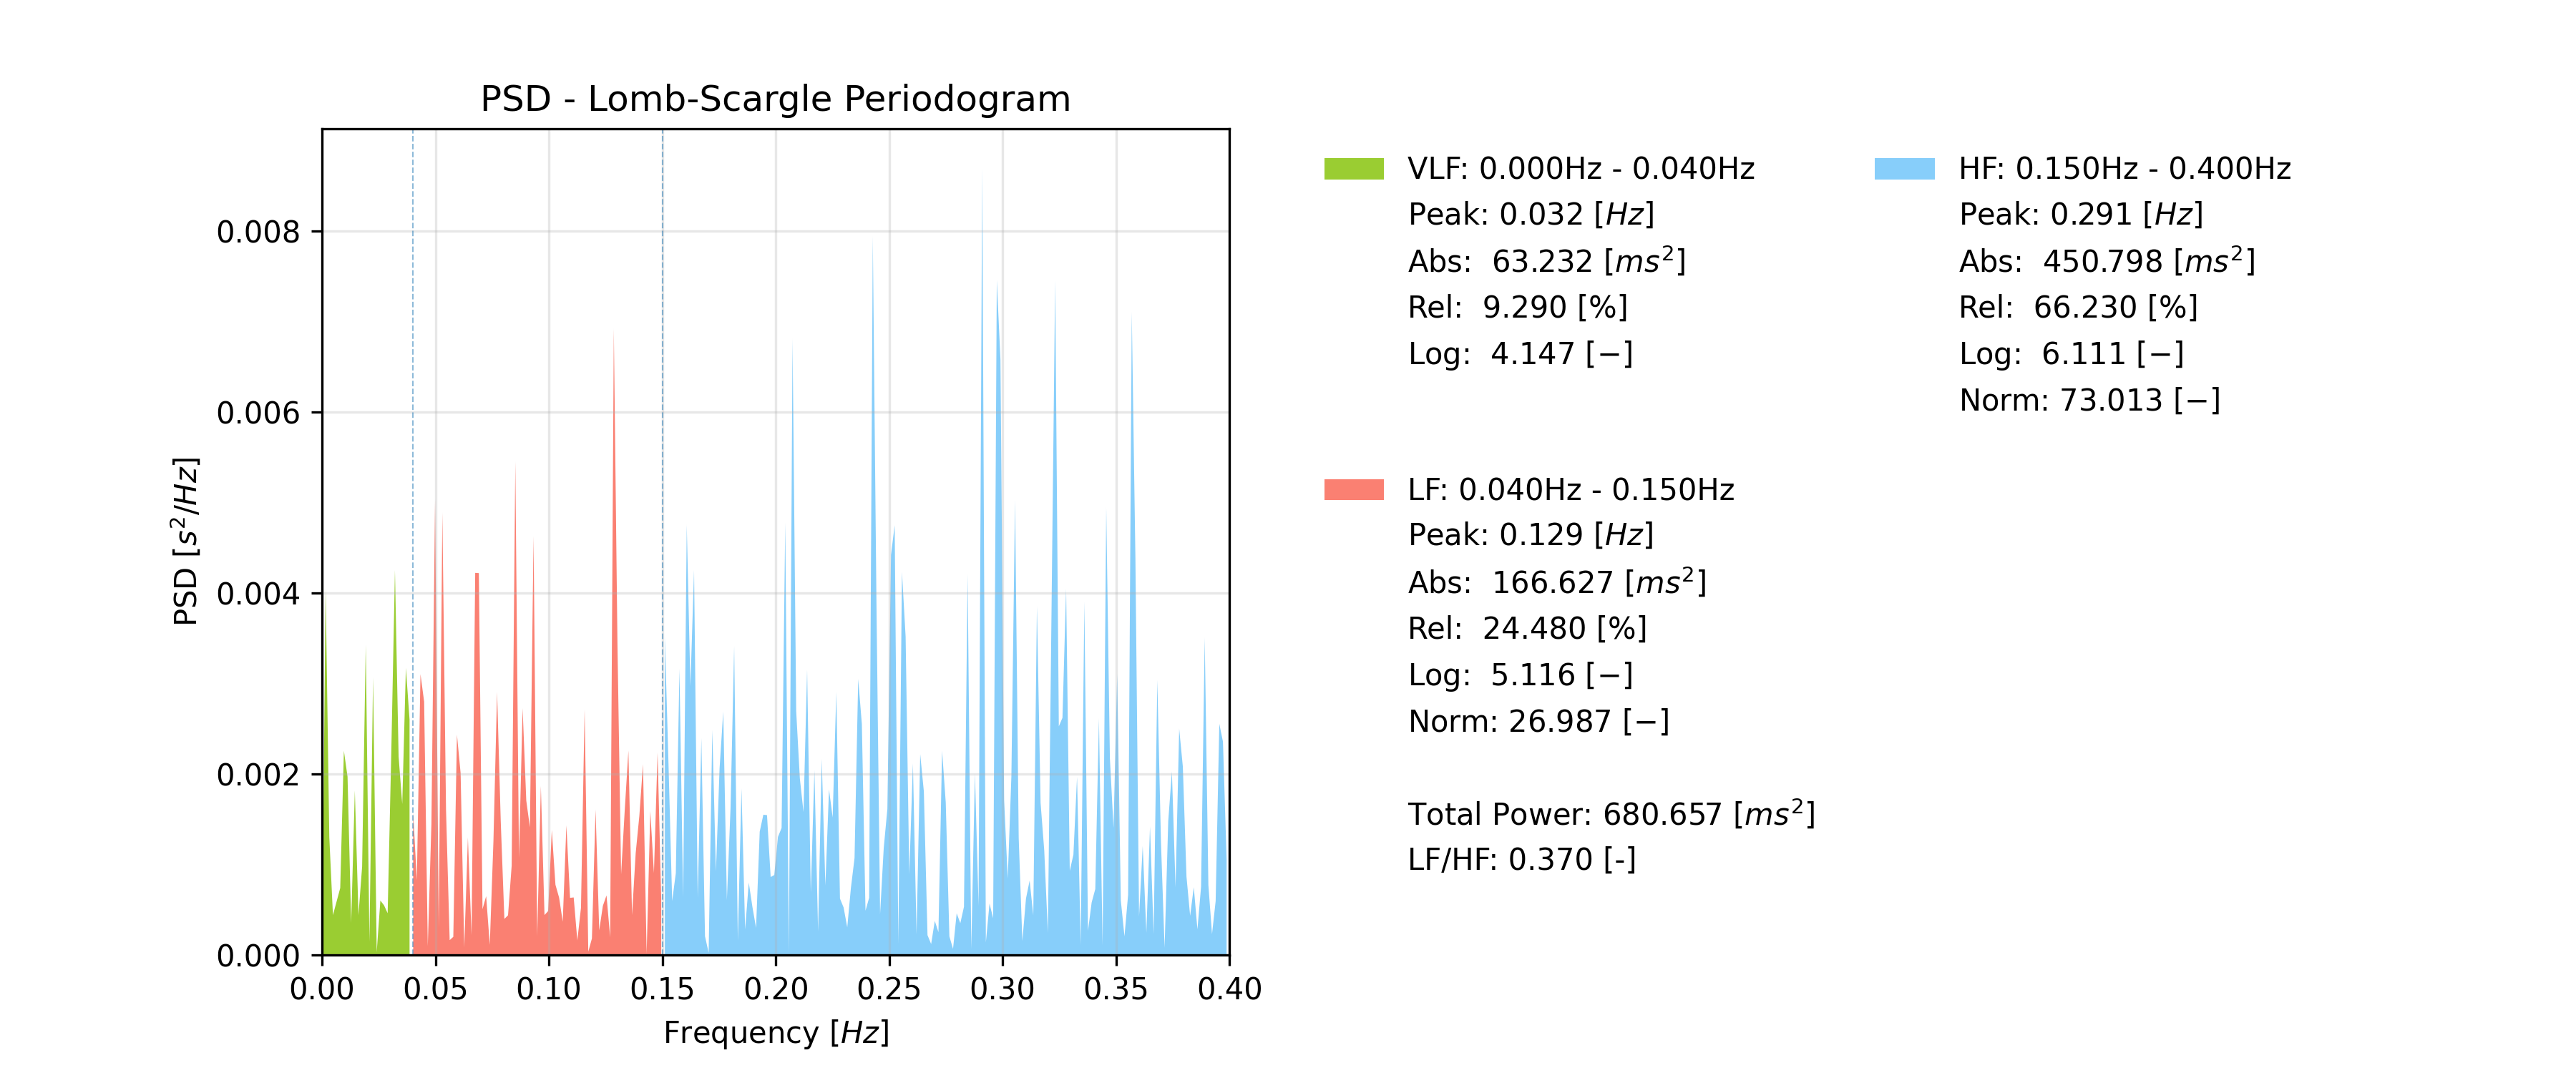 PSD - Lomb-Scargle Periodogram
PSD [s²/Hz]
0.008
0.006
0.004
0.002
0.000
0.00 0.05 0.10 0.15 0.20 0.25 0.30 0.35 0.40
Frequency [Hz]
VLF: 0.000Hz - 0.040Hz
Peak: 0.032 [Hz]
Abs: 63.232 [ms²]
Rel: 9.290 [%]
Log: 4.147 [−]
LF: 0.040Hz - 0.150Hz
Peak: 0.129 [Hz]
Abs: 166.627 [ms²]
Rel: 24.480 [%]
Log: 5.116 [−]
Norm: 26.987 [−]
Total Power: 680.657 [ms²]
LF/HF: 0.370 [-]
HF: 0.150Hz - 0.400Hz
Peak: 0.291 [Hz]
Abs: 450.798 [ms²]
Rel: 66.230 [%]
Log: 6.111 [−]
Norm: 73.013 [−]